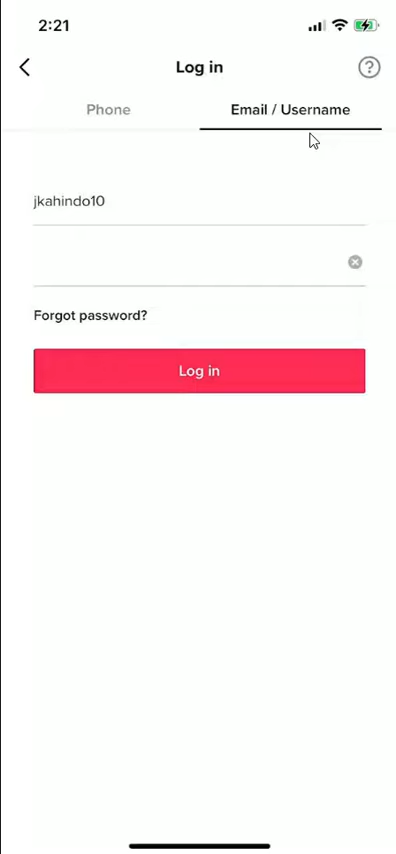 2:21
Log in
Phone
Email / Username
jkahindo10
Forgot password?
Log in